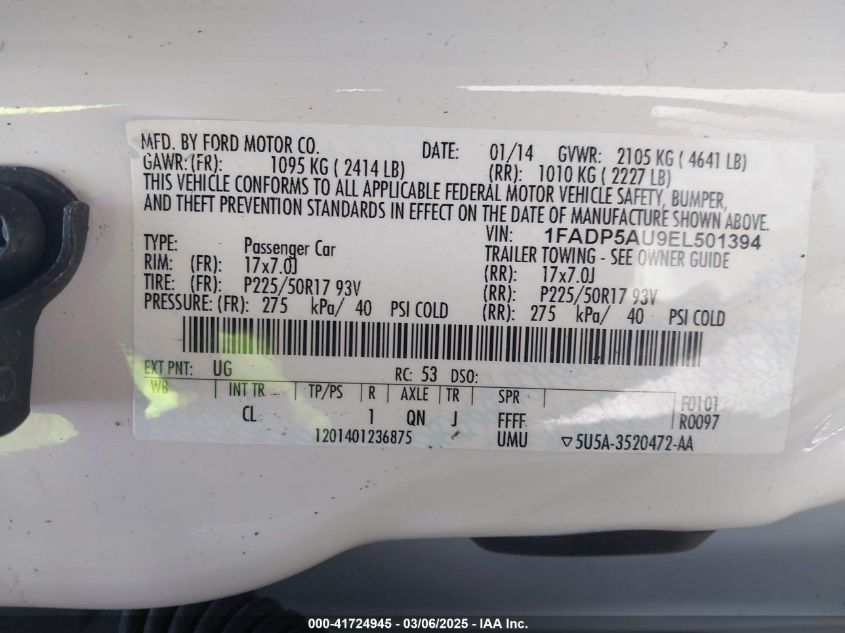 MFD. BY FORD MOTOR CO. DATE: 01/14 GVWR: 2105 KG ( 4641 LB)
GAWR:(FR): 1095 KG ( 2414 LB) (RR): 1010 KG ( 2227 LB)
THIS VEHICLE CONFORMS TO ALL APPLICABLE FEDERAL MOTOR VEHICLE SAFETY, BUMPER,
AND THEFT PREVENTION STANDARDS IN EFFECT ON THE DATE OF MANUFACTURE SHOWN ABOVE.
VIN: 1FADP5AU9EL501394
TYPE: Passenger Car TRAILER TOWING - SEE OWNER GUIDE
RIM: (FR): 17x7.0J (RR): 17x7.0J
TIRE: (FR): P225/50R17 93V (RR): P225/50R17 93V
PRESSURE: (FR): 275 kPa/ 40 PSI COLD (RR): 275 kPa/ 40 PSI COLD
EXT PNT: UG RC: 53 DSO:
WB INT TR TP/PS R AXLE TR SPR F0101
CL 1 QN J FFFF R0097
1201401236875 UMU ▽5U5A-3520472-AA
100% -- 41724945 -- 03/06/2025 -- IAA Inc.